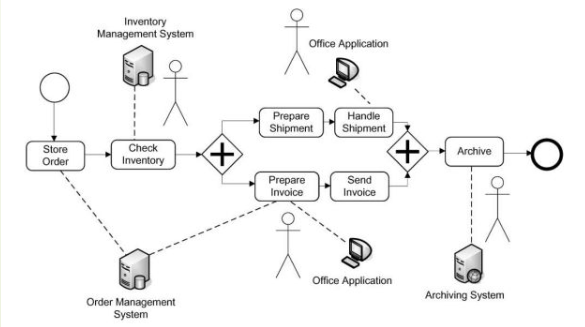 Inventory
Management System
Office Application
Store
Order
Check
Inventory
Prepare
Shipment
Handle
Shipment
Archive
Prepare
Invoice
Send
Invoice
Order Management
System
Office Application
Archiving System